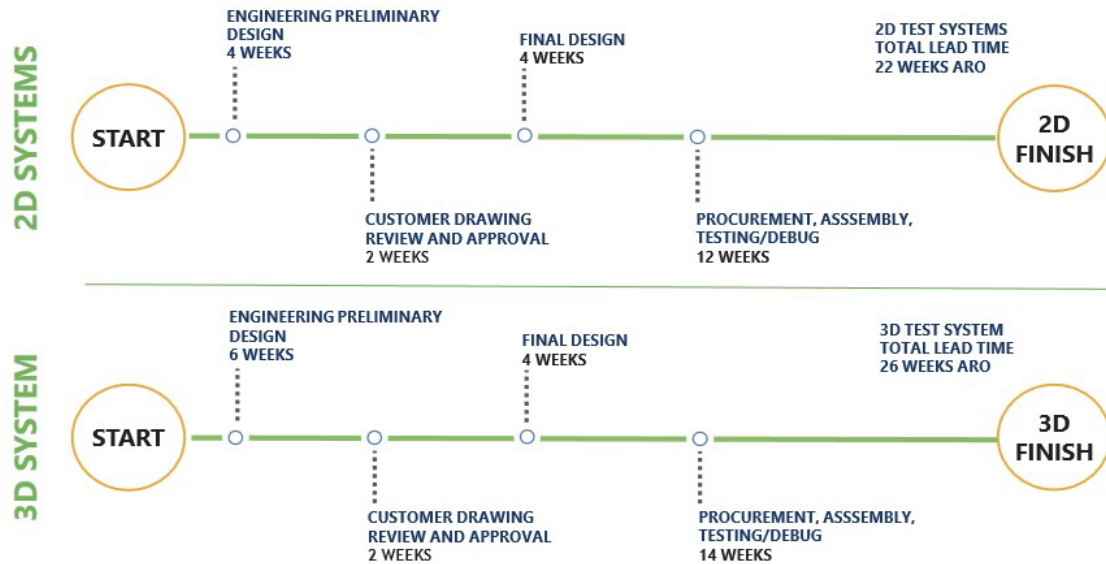 2D SYSTEMS
START
ENGINEERING PRELIMINARY
DESIGN
4 WEEKS
CUSTOMER DRAWING
REVIEW AND APPROVAL
2 WEEKS
FINAL DESIGN
4 WEEKS
PROCUREMENT, ASSSEMBLY,
TESTING/DEBUG
12 WEEKS
2D TEST SYSTEMS
TOTAL LEAD TIME
22 WEEKS ARO
2D
FINISH
3D SYSTEM
START
ENGINEERING PRELIMINARY
DESIGN
6 WEEKS
CUSTOMER DRAWING
REVIEW AND APPROVAL
2 WEEKS
FINAL DESIGN
4 WEEKS
PROCUREMENT, ASSSEMBLY,
TESTING/DEBUG
14 WEEKS
3D TEST SYSTEM
TOTAL LEAD TIME
26 WEEKS ARO
3D
FINISH